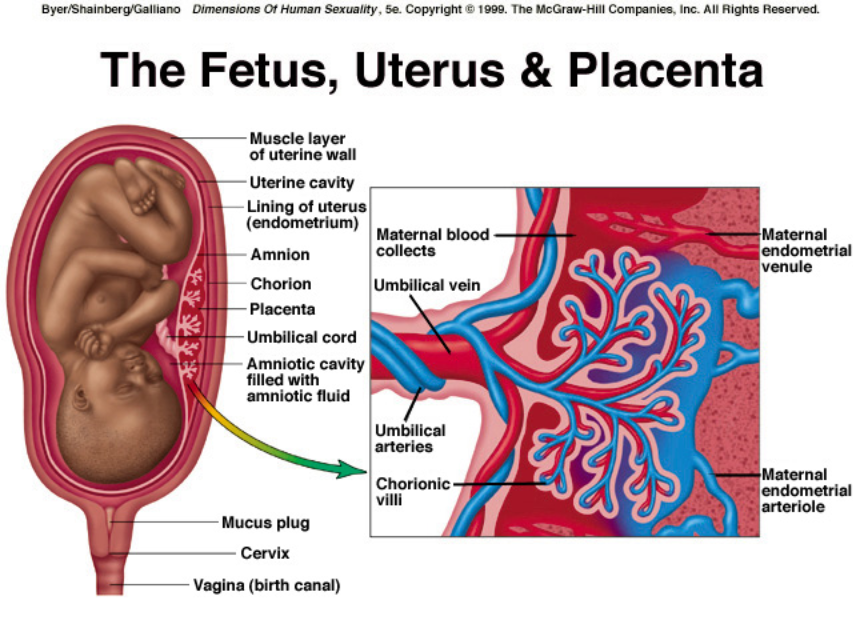 Byer/Shainberg/Galliano Dimensions Of Human Sexuality, 5e. Copyright © 1999. The McGraw-Hill Companies, Inc. All Rights Reserved.
The Fetus, Uterus & Placenta
Muscle layer
of uterine wall
Uterine cavity
Lining of uterus
(endometrium)
Amnion
Chorion
Placenta
Umbilical cord
Amniotic cavity
filled with
amniotic fluid
Mucus plug
Cervix
Vagina (birth canal)
Maternal blood
collects
Umbilical vein
Umbilical
arteries
Chorionic
villi
Maternal
endometrial
venule
Maternal
endometrial
arteriole